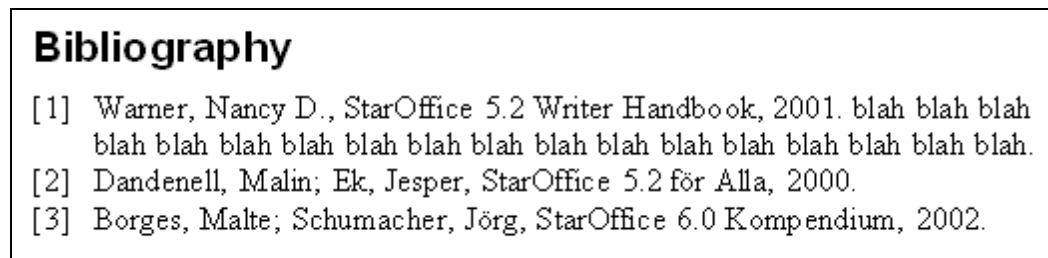 Bibliography
[1] Warner, Nancy D., StarOffice 5.2 Writer Handbook, 2001. blah blah blah
blah blah blah blah blah blah blah blah blah blah blah blah blah blah blah.
[2] Dandenell, Malin; Ek, Jesper, StarOffice 5.2 för Alla, 2000.
[3] Borges, Malte; Schumacher, Jörg, StarOffice 6.0 Kompendium, 2002.